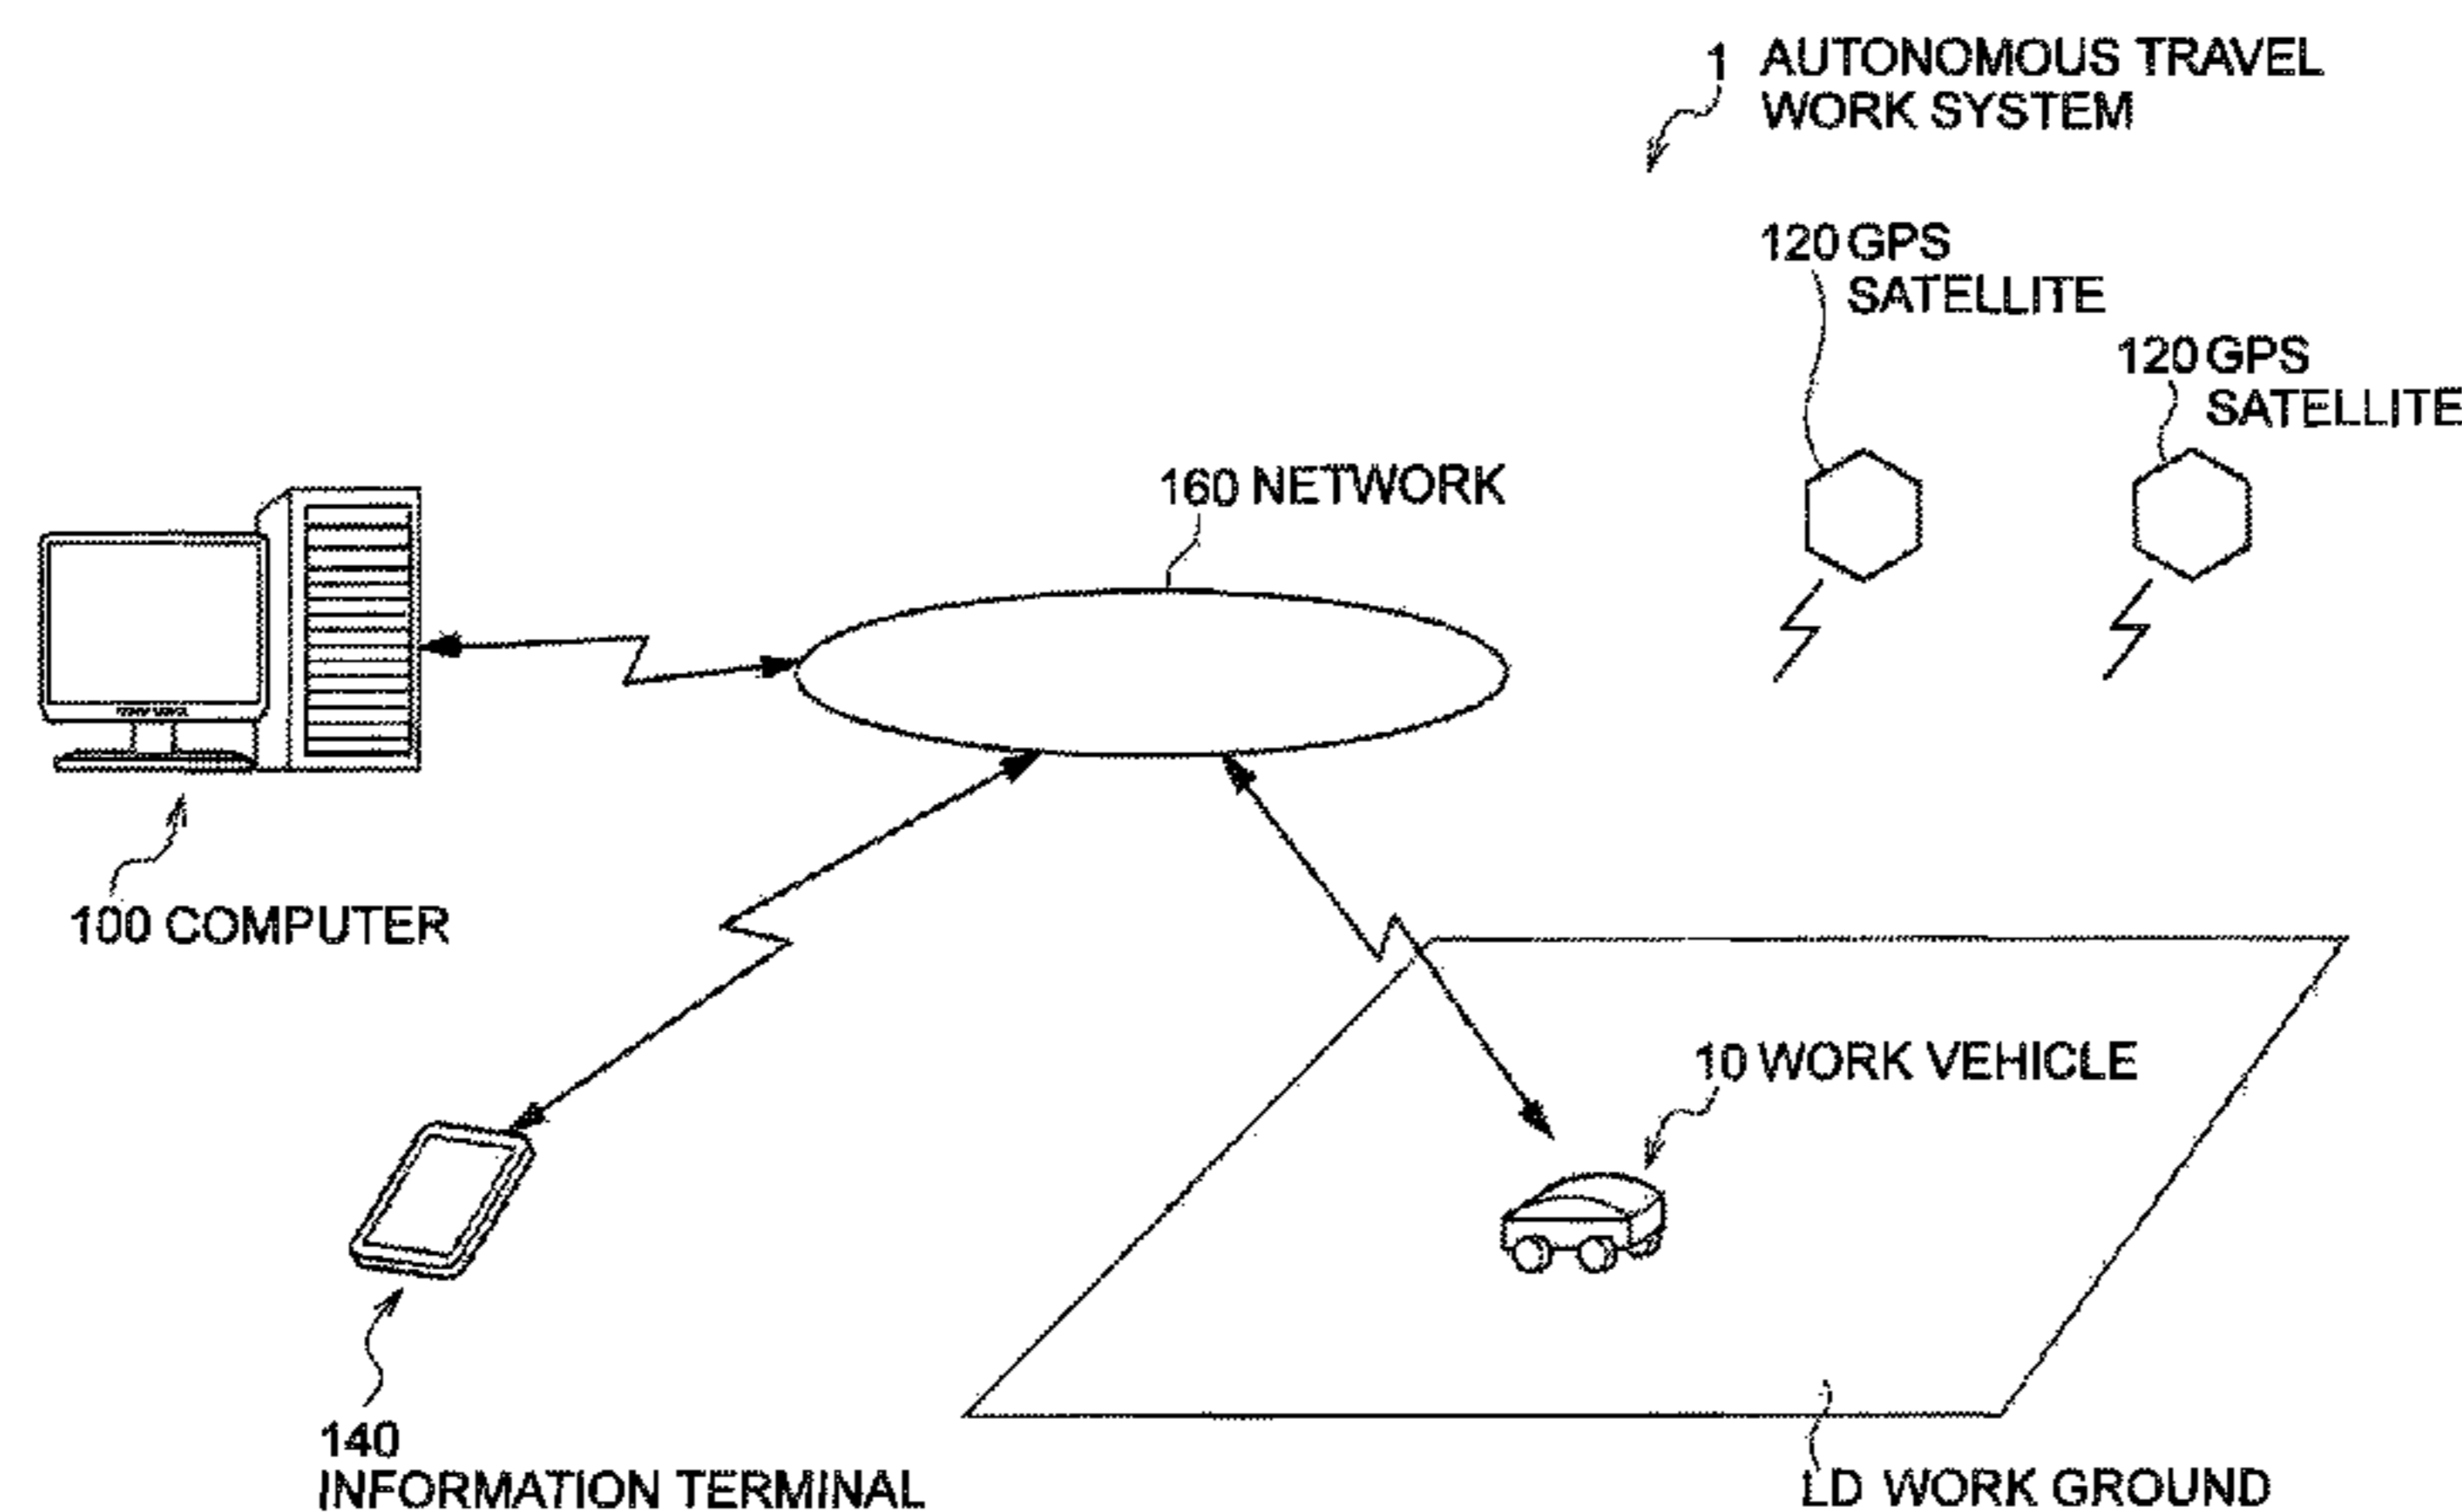 1 AUTONOMOUS TRAVEL
WORK SYSTEM
120 GPS
SATELLITE
120 GPS
SATELLITE
160 NETWORK
100 COMPUTER
10 WORK VEHICLE
140
INFORMATION TERMINAL
LD WORK GROUND